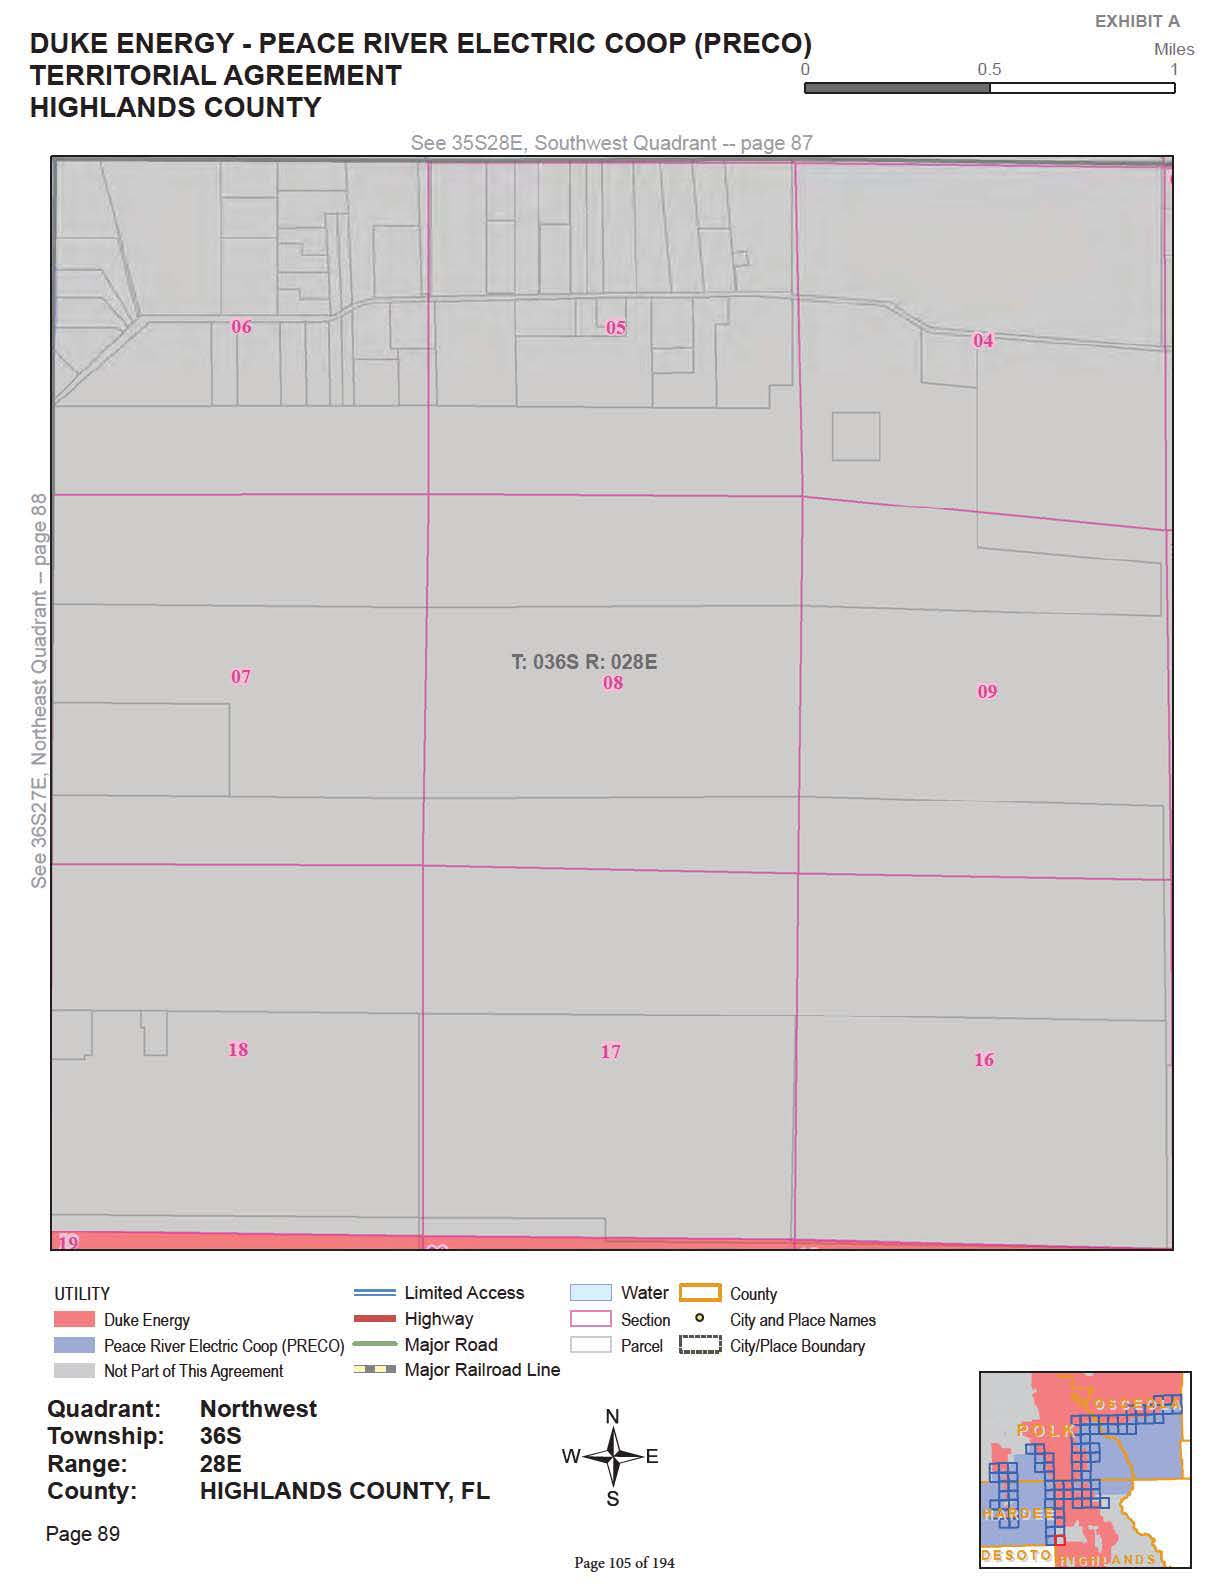 EXHIBIT A
DUKE ENERGY - PEACE RIVER ELECTRIC COOP (PRECO)
TERRITORIAL AGREEMENT
HIGHLANDS COUNTY
Miles
0 0.5 1
See 35S28E, Southwest Quadrant -- page 87
See 36S27E, Northeast Quadrant -- page 88
06 05 04
T: 036S R: 028E
07 08 09
18 17 16
19
UTILITY
Duke Energy
Peace River Electric Coop (PRECO)
Not Part of This Agreement
Limited Access
Highway
Major Road
Major Railroad Line
Water
Section
Parcel
County
City and Place Names
City/Place Boundary
Quadrant: Northwest
Township: 36S
Range: 28E
County: HIGHLANDS COUNTY, FL
Page 89
N
W E
S
OSCEOLA
POLK
HARDEE
DESOTO
HIGHLANDS
Page 105 of 194